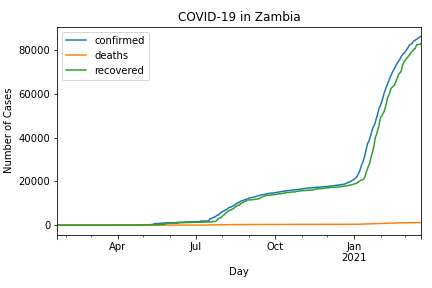 COVID-19 in Zambia
confirmed
deaths
recovered
Number of Cases
80000
60000
40000
20000
0
Apr
Jul
Oct
Jan
2021
Day